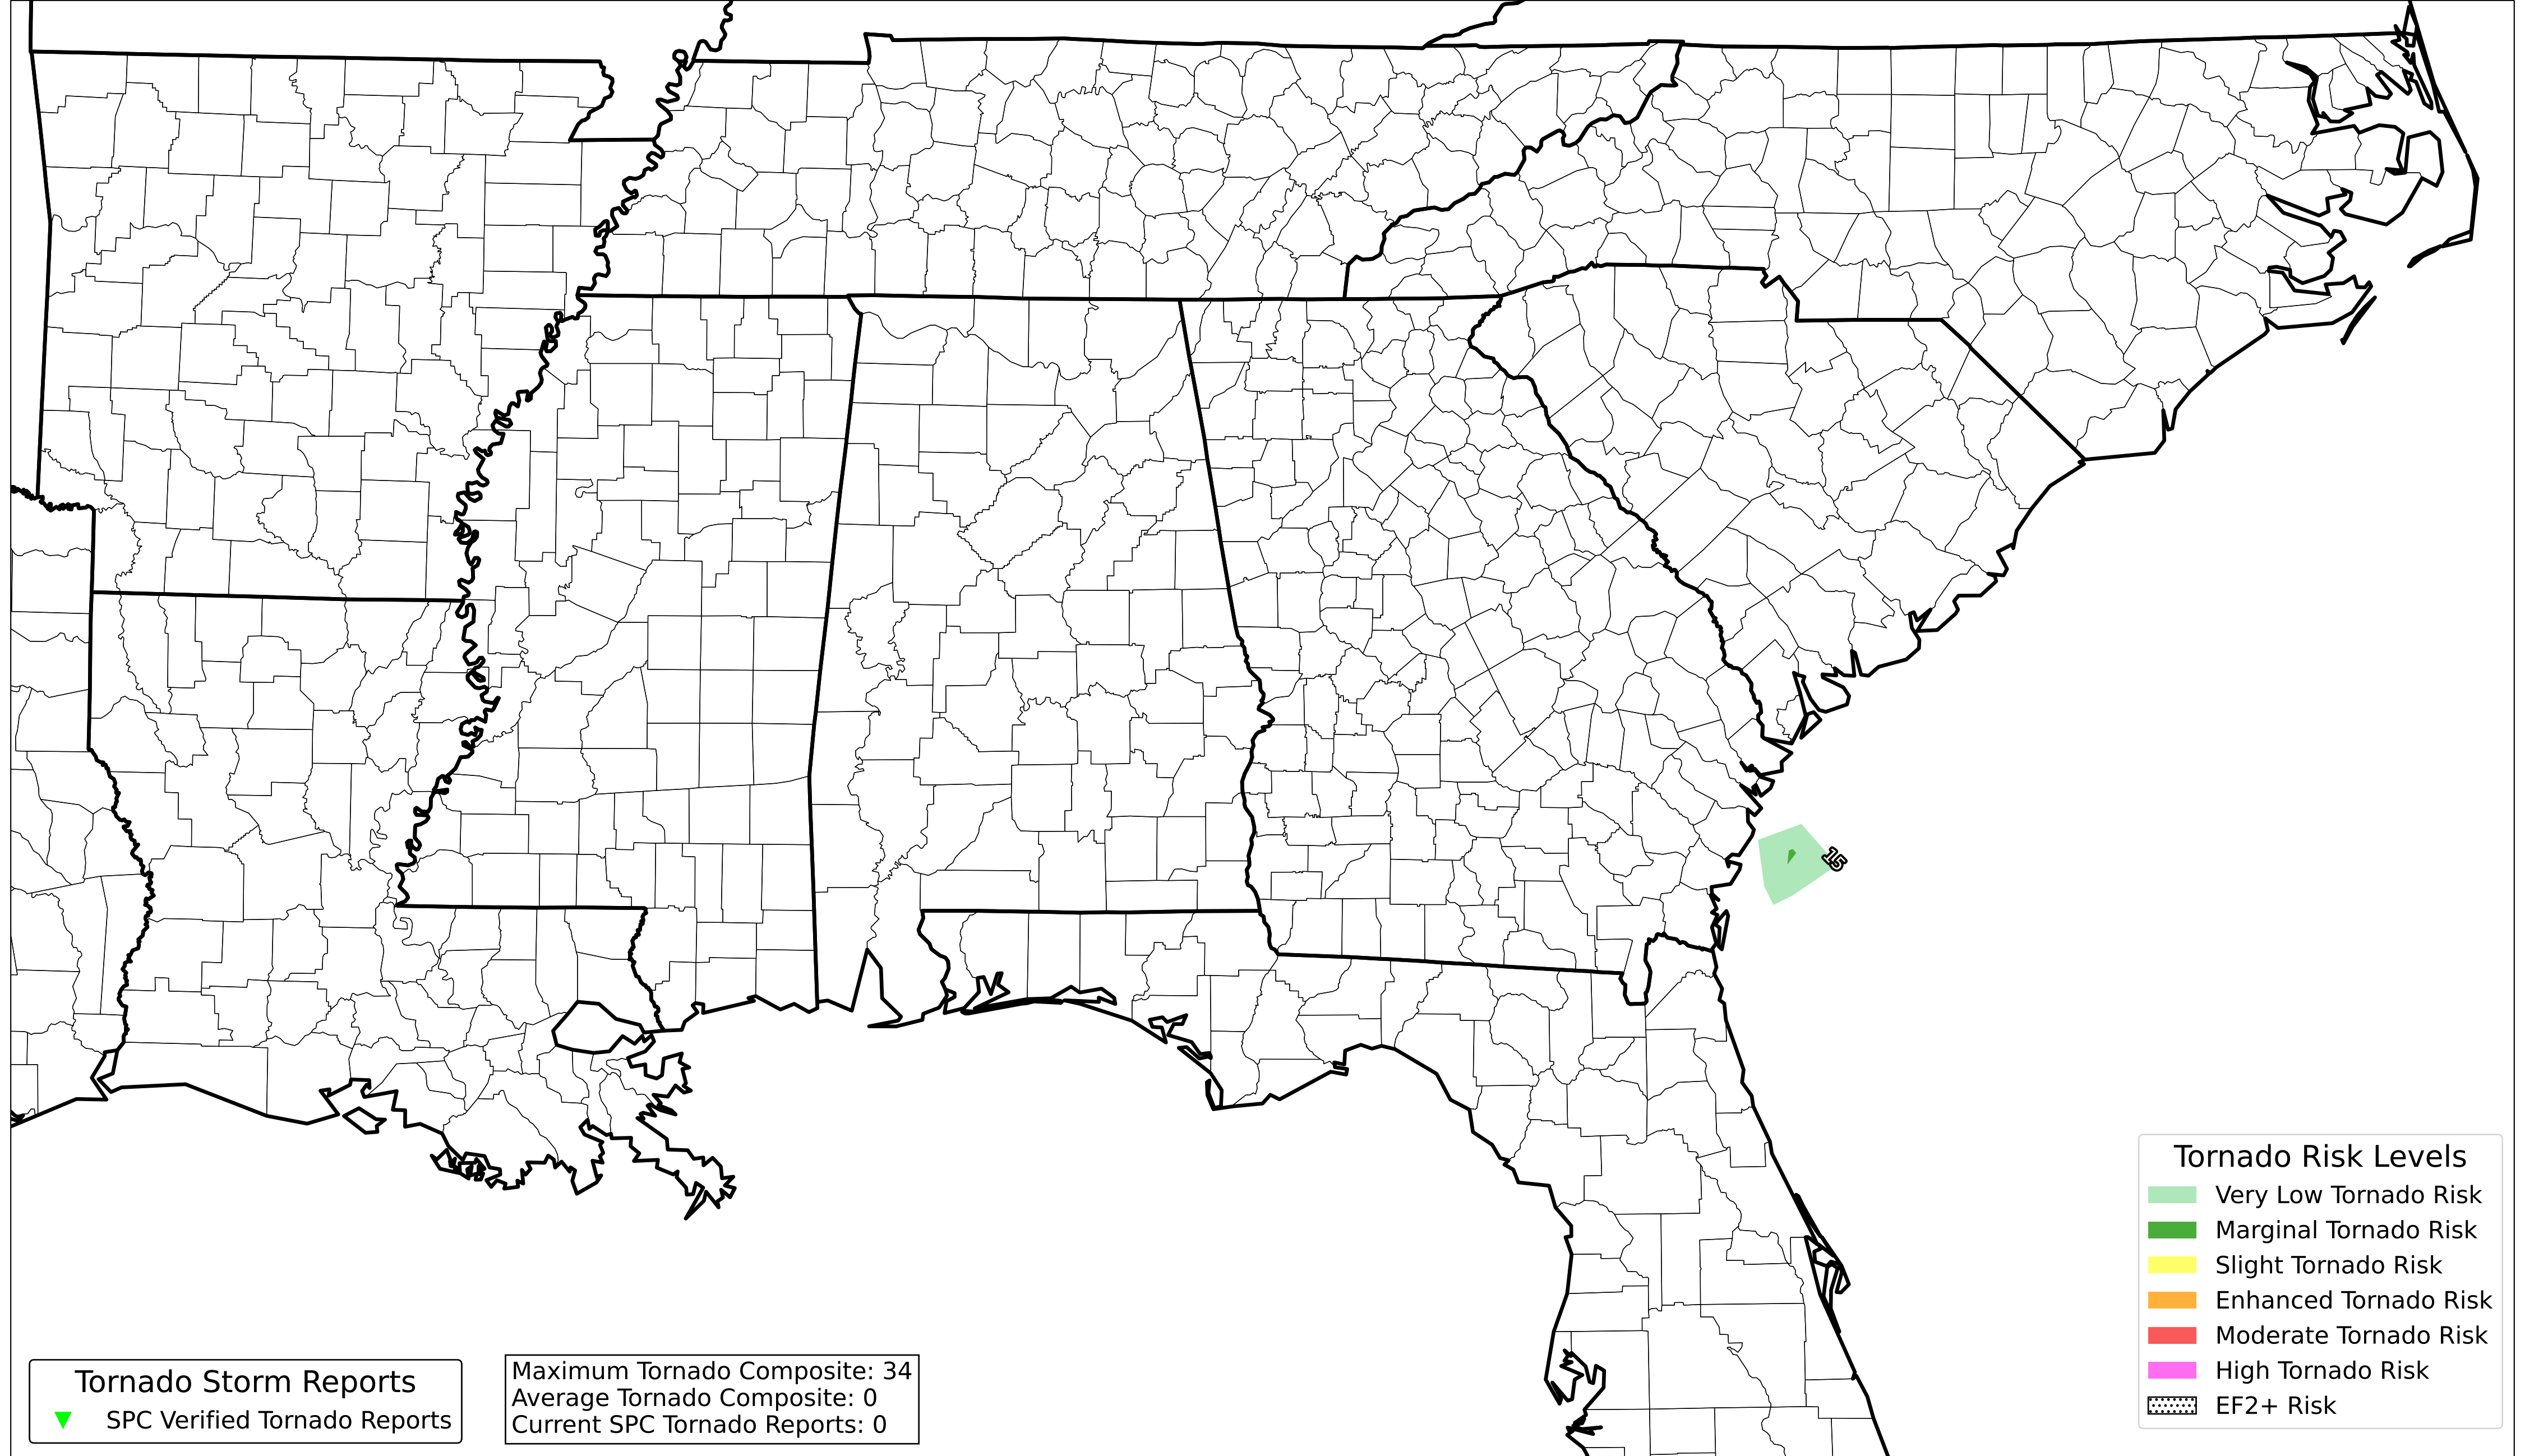 15
Tornado Risk Levels
Very Low Tornado Risk
Marginal Tornado Risk
Slight Tornado Risk
Enhanced Tornado Risk
Moderate Tornado Risk
High Tornado Risk
EF2+ Risk
Tornado Storm Reports
SPC Verified Tornado Reports
Maximum Tornado Composite: 34
Average Tornado Composite: 0
Current SPC Tornado Reports: 0